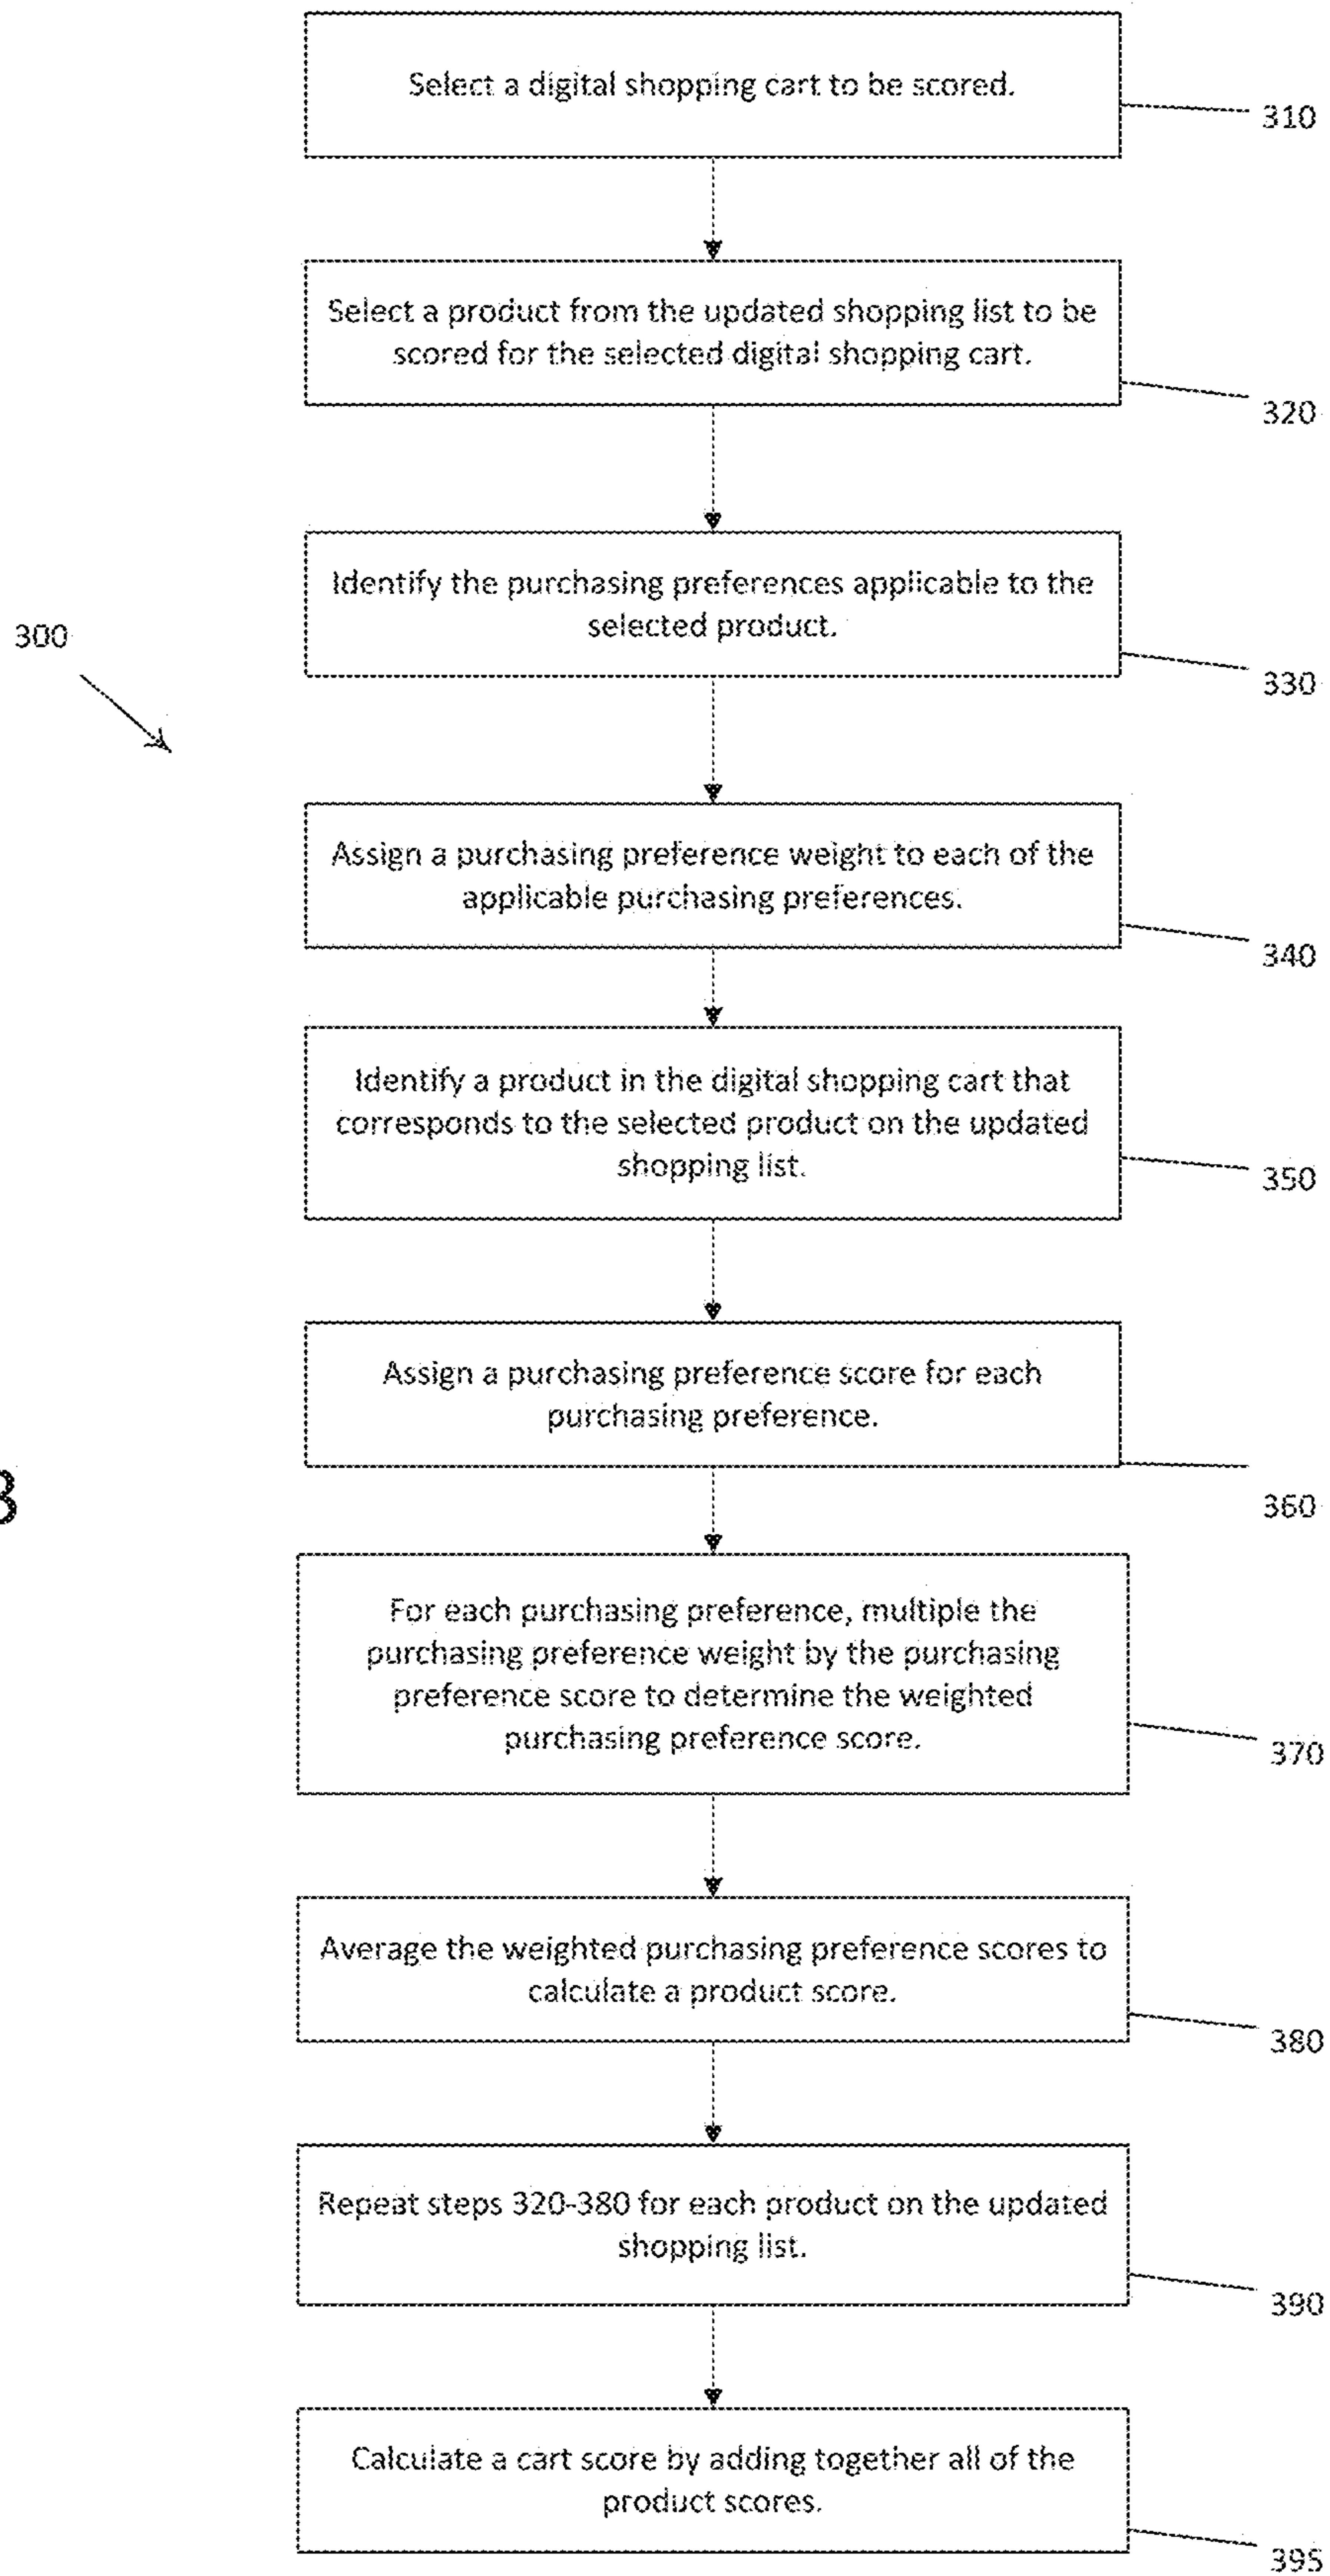 Select a digital shopping cart to be scored.
310
Select a product from the updated shopping list to be
scored for the selected digital shopping cart.
320
Identify the purchasing preferences applicable to the
selected product.
330
300
Assign a purchasing preference weight to each of the
applicable purchasing preferences.
340
Identify a product in the digital shopping cart that
corresponds to the selected product on the updated
shopping list.
350
Assign a purchasing preference score for each
purchasing preference.
360
For each purchasing preference, multiple the
purchasing preference weight by the purchasing
preference score to determine the weighted
purchasing preference score.
370
Average the weighted purchasing preference scores to
calculate a product score.
380
Repeat steps 320-380 for each product on the updated
shopping list.
390
Calculate a cart score by adding together all of the
product scores.
395